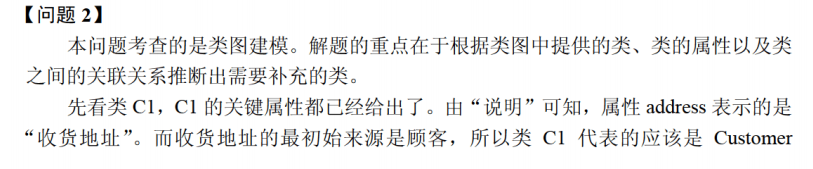 【问题 2】
本问题考查的是类图建模。解题的重点在于根据类图中提供的类、类的属性以及类
之间的关联关系推断出需要补充的类。
先看类 C1，C1 的关键属性都已经给出了。由“说明”可知，属性 address 表示的是
“收货地址”。而收货地址的最初始来源是顾客，所以类 C1 代表的应该是 Customer